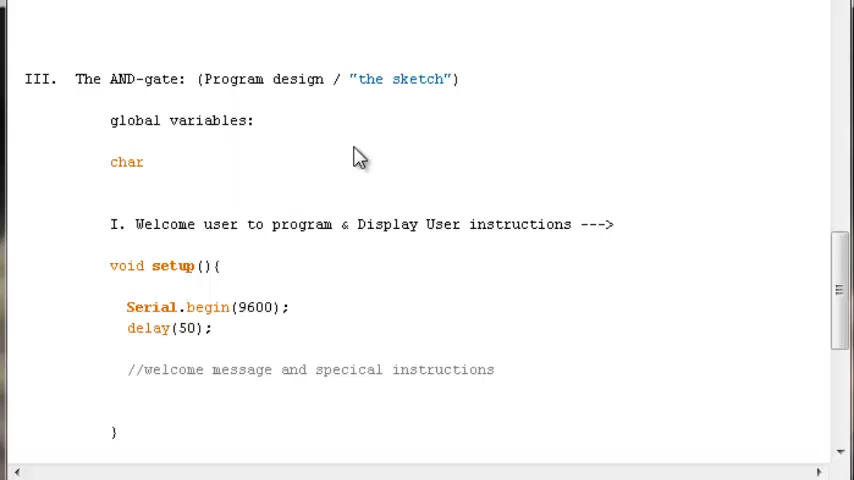 III.  The AND-gate: (Program design / "the sketch")
global variables:
char
I. Welcome user to program & Display User instructions --->
void setup(){
Serial.begin(9600);
delay(50);
//welcome message and specical instructions
}